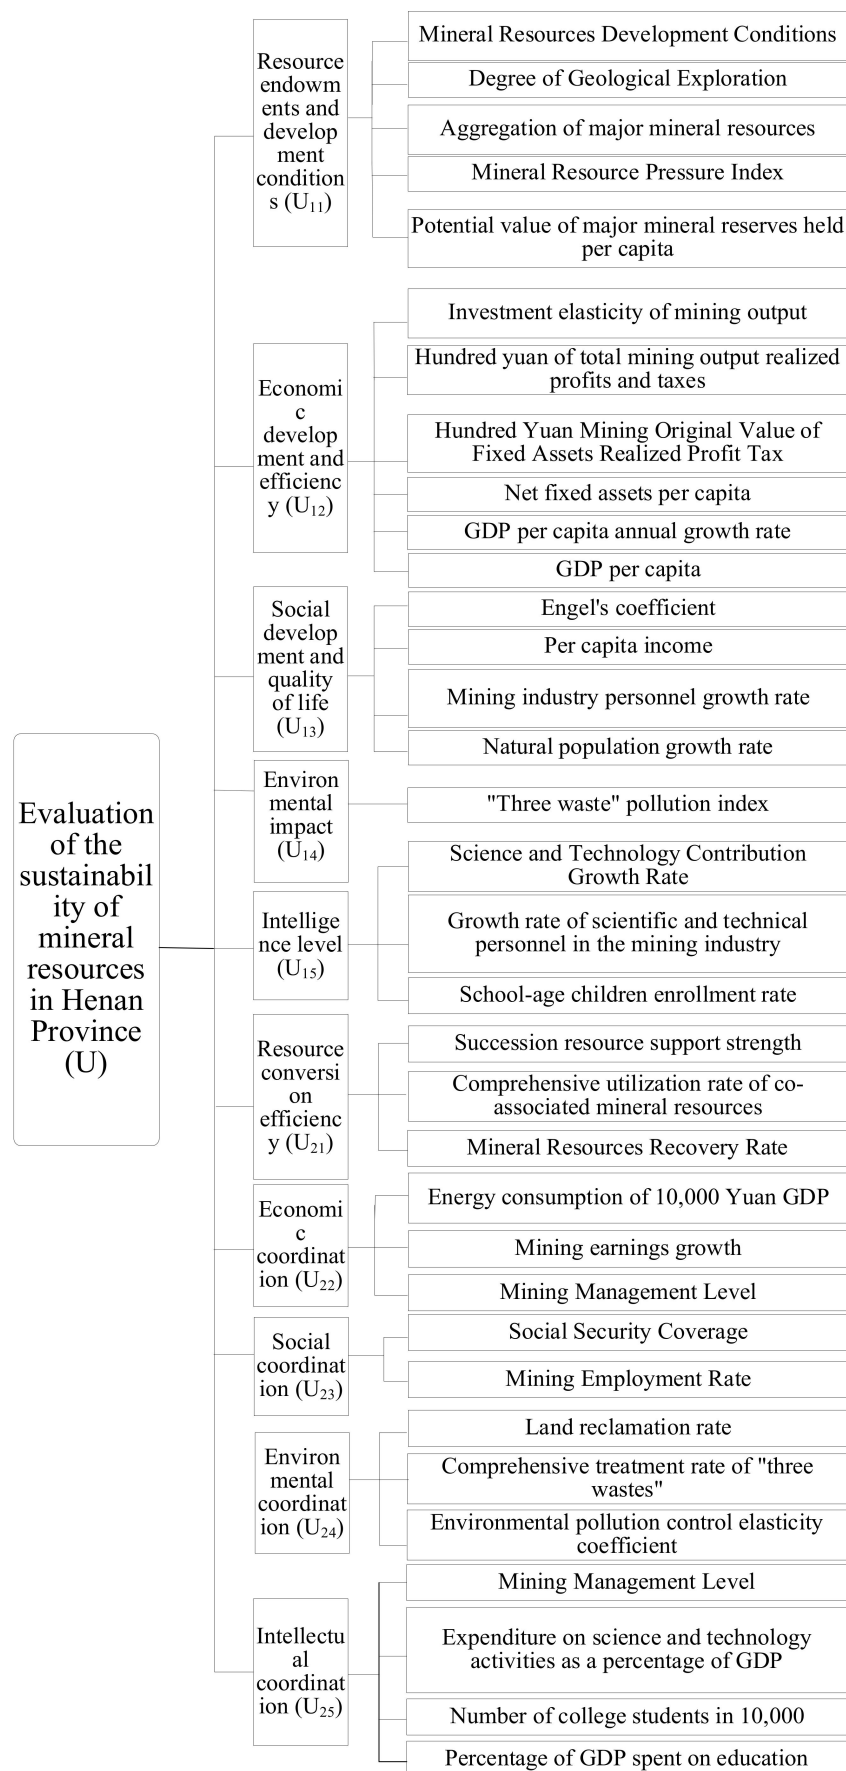 Evaluation
of the
sustainabil
ity of
mineral
resources
in Henan
Province
(U)
Resource
endowm
ents and
develop
ment
condition
s (U₁₁)
Mineral Resources Development Conditions
Degree of Geological Exploration
Aggregation of major mineral resources
Mineral Resource Pressure Index
Potential value of major mineral reserves held
per capita
Economi
c
develop
ment and
efficienc
y (U₁₂)
Investment elasticity of mining output
Hundred yuan of total mining output realized
profits and taxes
Hundred Yuan Mining Original Value of
Fixed Assets Realized Profit Tax
Net fixed assets per capita
GDP per capita annual growth rate
GDP per capita
Social
develop
ment and
quality
of life
(U₁₃)
Engel's coefficient
Per capita income
Mining industry personnel growth rate
Natural population growth rate
Environ
mental
impact
(U₁₄)
"Three waste" pollution index
Intellige
nce level
(U₁₅)
Science and Technology Contribution
Growth Rate
Growth rate of scientific and technical
personnel in the mining industry
School-age children enrollment rate
Resource
conversi
on
efficienc
y (U₂₁)
Succession resource support strength
Comprehensive utilization rate of co-
associated mineral resources
Mineral Resources Recovery Rate
Economi
c
coordinat
ion (U₂₂)
Energy consumption of 10,000 Yuan GDP
Mining earnings growth
Mining Management Level
Social
coordinat
ion (U₂₃)
Social Security Coverage
Mining Employment Rate
Environ
mental
coordinat
ion (U₂₄)
Land reclamation rate
Comprehensive treatment rate of "three
wastes"
Environmental pollution control elasticity
coefficient
Intellectu
al
coordinat
ion (U₂₅)
Mining Management Level
Expenditure on science and technology
activities as a percentage of GDP
Number of college students in 10,000
Percentage of GDP spent on education